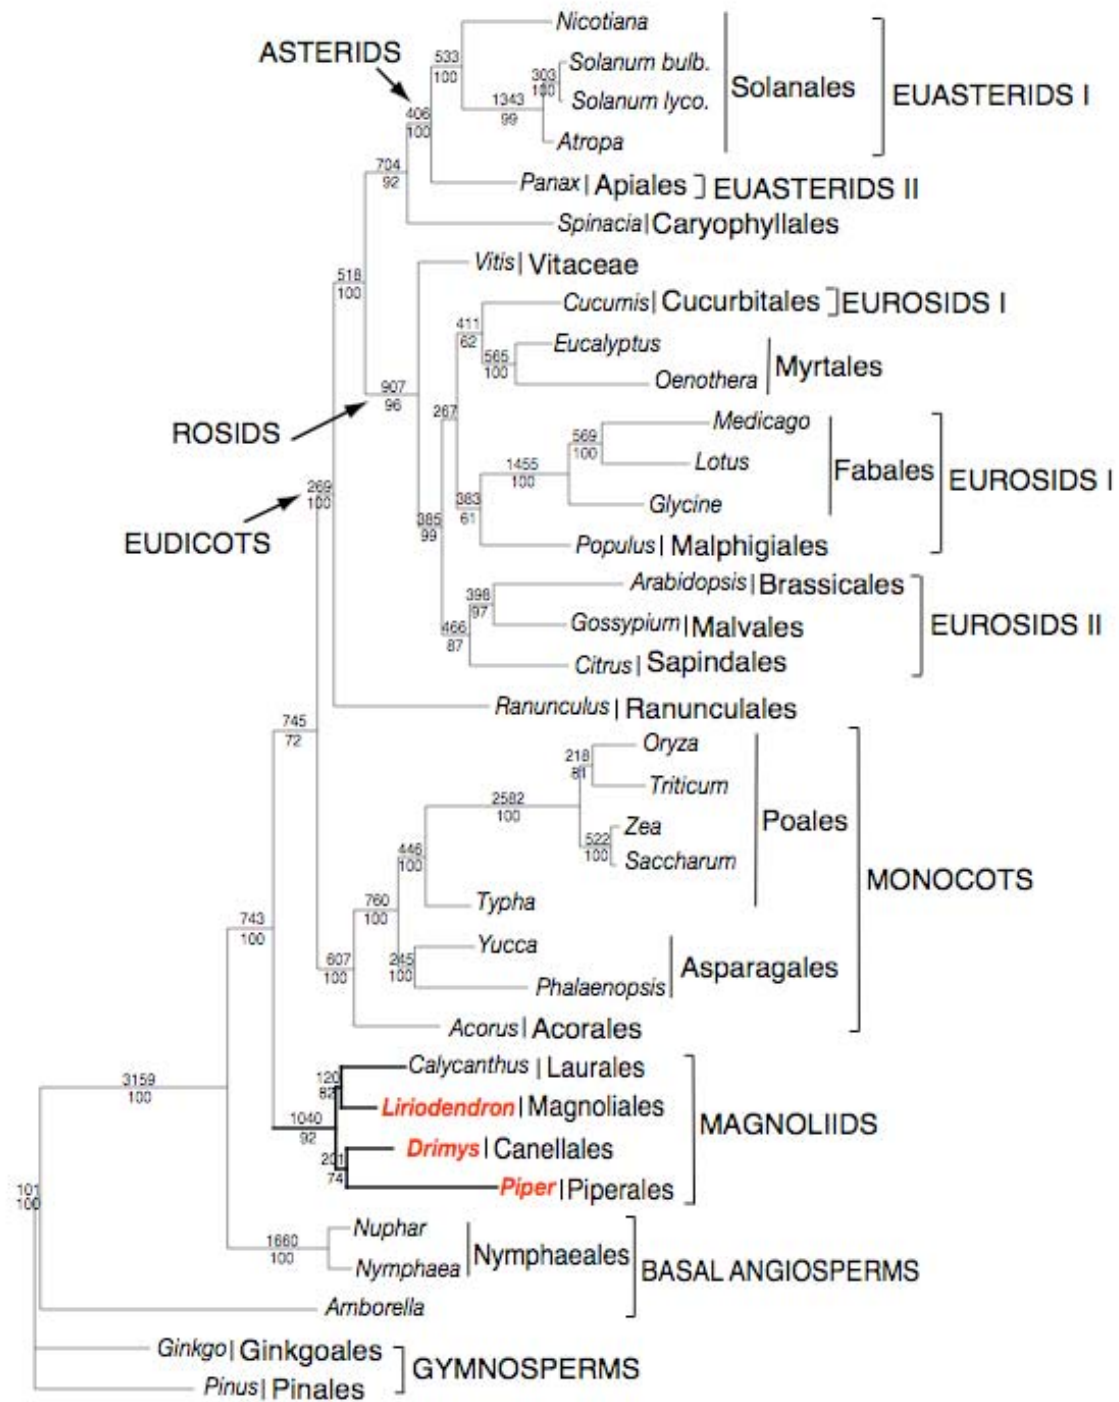 Nicotiana
ASTERIDS
533
100
Solanum bulb.
303
100
Solanales
EUASTERIDS I
Solanum lyco.
1343
99
406
100
Atropa
704
92
Panax | Apiales
EUASTERIDS II
Spinacia | Caryophyllales
Vitis | Vitaceae
518
100
Cucumis | Cucurbitales
EUROSIDS I
411
62
Eucalyptus
565
100
Myrtales
Oenothera
907
96
267
ROSIDS
Medicago
569
100
1455
100
Lotus
Fabales
EUROSIDS I
269
100
383
61
Glycine
385
99
EUDICOTS
Populus | Malphigiales
Arabidopsis | Brassicales
398
97
Gossypium | Malvales
EUROSIDS II
466
87
Citrus | Sapindales
Ranunculus | Ranunculales
745
72
Oryza
218
81
Triticum
2582
100
Poales
Zea
522
100
446
100
Saccharum
MONOCOTS
760
100
Typha
743
100
Yucca
607
100
245
100
Asparagales
Phalaenopsis
Acorus | Acorales
Calycanthus | Laurales
3159
100
120
82
Liriodendron | Magnoliales
1040
92
MAGNOLIIDS
Drimys | Canellales
201
74
Piper | Piperales
101
100
Nuphar
1660
100
Nymphaeales
Nymphaea
BASAL ANGIOSPERMS
Amborella
Ginkgo | Ginkgoales
GYMNOSPERMS
Pinus | Pinales